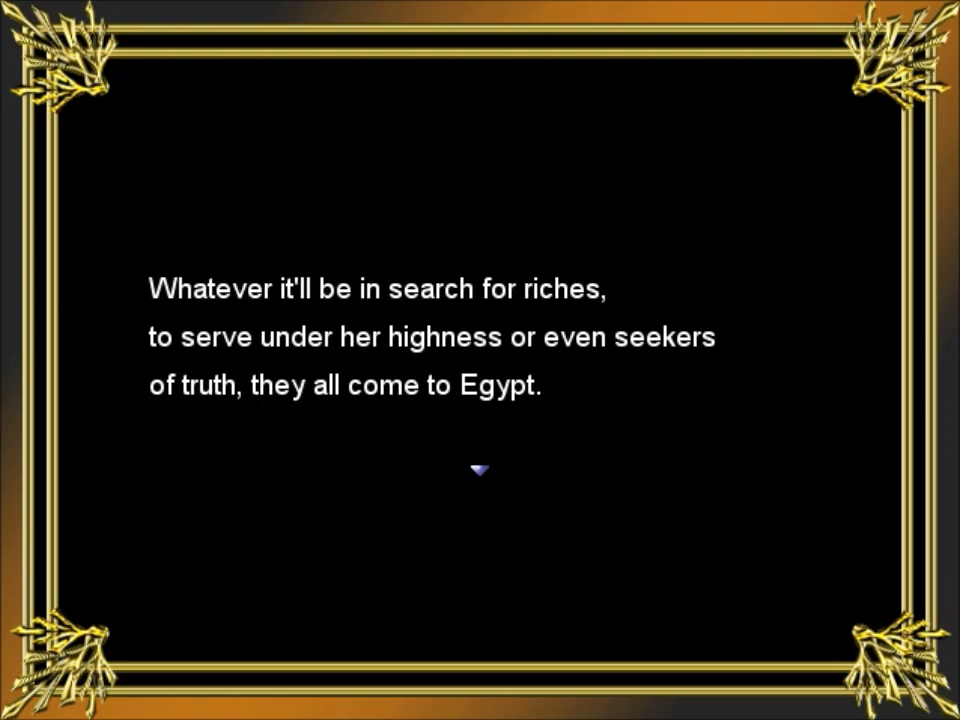 Whatever it'll be in search for riches,
to serve under her highness or even seekers
of truth, they all come to Egypt.